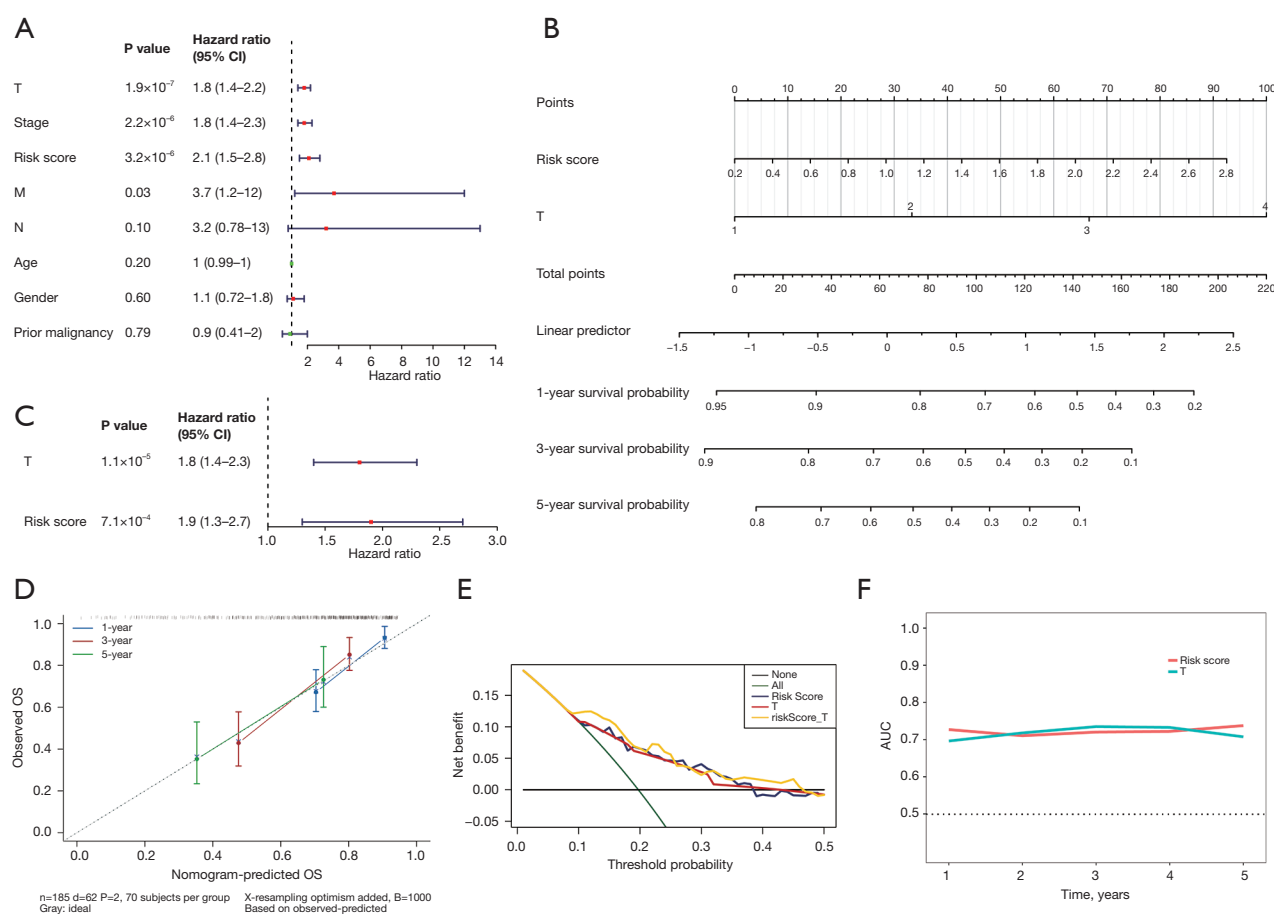 A
P value
Hazard ratio
(95% CI)
T 1.9×10⁻⁷ 1.8 (1.4–2.2)
Stage 2.2×10⁻⁶ 1.8 (1.4–2.3)
Risk score 3.2×10⁻⁶ 2.1 (1.5–2.8)
M 0.03 3.7 (1.2–12)
N 0.10 3.2 (0.78–13)
Age 0.20 1 (0.99–1)
Gender 0.60 1.1 (0.72–1.8)
Prior malignancy 0.79 0.9 (0.41–2)
2 4 6 8 10 12 14
Hazard ratio
B
Points
0 10 20 30 40 50 60 70 80 90 100
Risk score
0.2 0.4 0.6 0.8 1.0 1.2 1.4 1.6 1.8 2.0 2.2 2.4 2.6 2.8
T
1 2 3 4
Total points
0 20 40 60 80 100 120 140 160 180 200 220
Linear predictor
−1.5 −1 −0.5 0 0.5 1 1.5 2 2.5
1-year survival probability
0.95 0.9 0.8 0.7 0.6 0.5 0.4 0.3 0.2
3-year survival probability
0.9 0.8 0.7 0.6 0.5 0.4 0.3 0.2 0.1
5-year survival probability
0.8 0.7 0.6 0.5 0.4 0.3 0.2 0.1
C
P value
Hazard ratio
(95% CI)
T 1.1×10⁻⁵ 1.8 (1.4–2.3)
Risk score 7.1×10⁻⁴ 1.9 (1.3–2.7)
1.0 1.5 2.0 2.5 3.0
Hazard ratio
D
1-year
3-year
5-year
Observed OS
1.0
0.8
0.6
0.4
0.2
0.0
0.0 0.2 0.4 0.6 0.8 1.0
Nomogram-predicted OS
n=185 d=62 P=2, 70 subjects per group
Gray: ideal
X-resampling optimism added, B=1000
Based on observed-predicted
E
None
All
Risk Score
T
riskScore_T
Net benefit
0.15
0.10
0.05
0.00
−0.05
0.0 0.1 0.2 0.3 0.4 0.5
Threshold probability
F
Risk score
T
AUC
1.0
0.9
0.8
0.7
0.6
0.5
1 2 3 4 5
Time, years